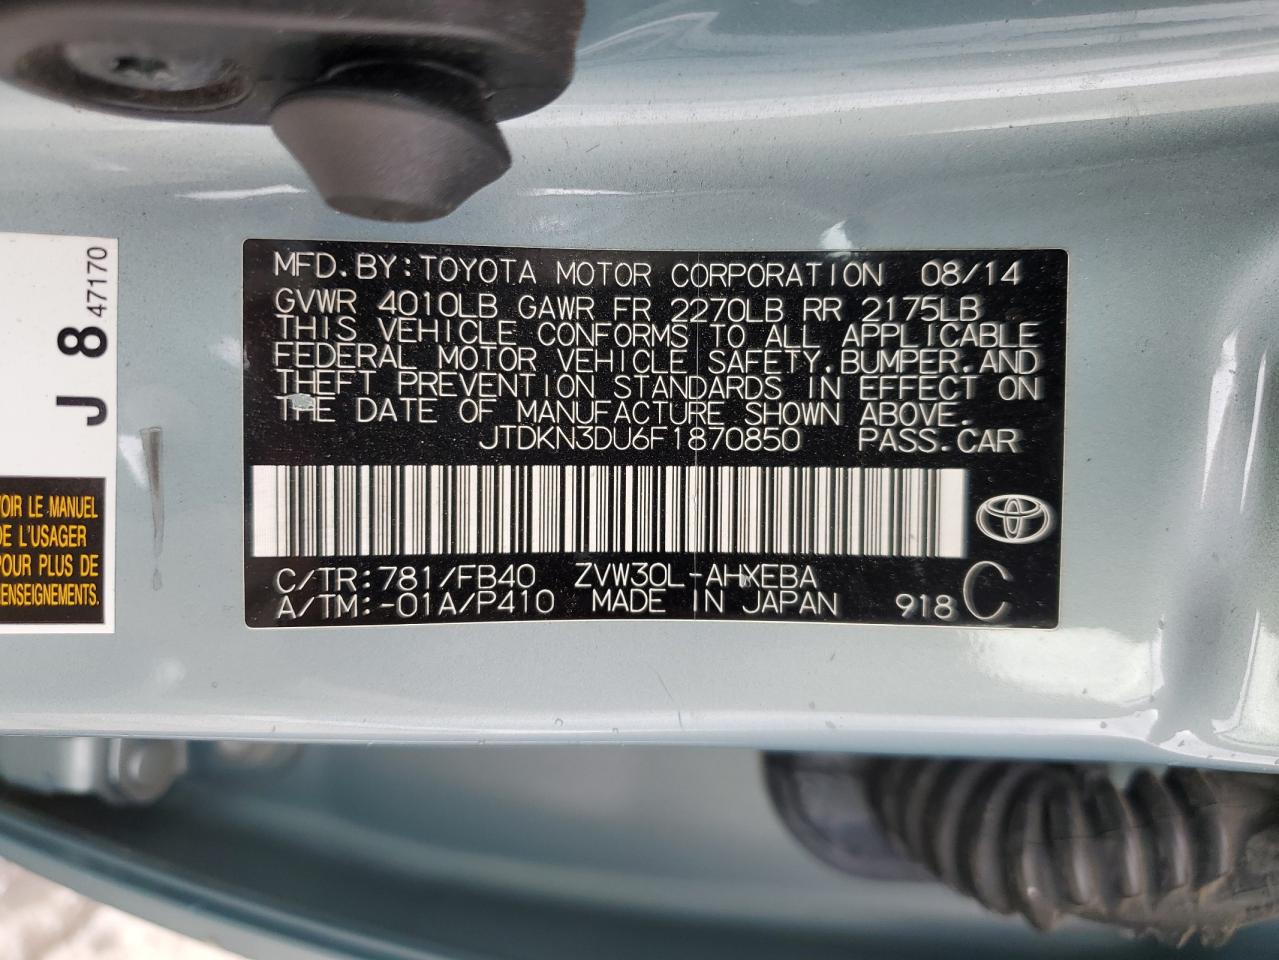 MFD.BY:TOYOTA MOTOR CORPORATION 08/14
GVWR 4010LB GAWR FR 2270LB RR 2175LB
THIS VEHICLE CONFORMS TO ALL APPLICABLE
FEDERAL MOTOR VEHICLE SAFETY,BUMPER,AND
THEFT PREVENTION STANDARDS IN EFFECT ON
THE DATE OF MANUFACTURE SHOWN ABOVE.
JTDKN3DU6F1870850 PASS.CAR
C/TR:781/FB40 ZVW30L-AHXEBA
A/TM:-01A/P410 MADE IN JAPAN 918 C
J 8 47170
VOIR LE MANUEL
DE L'USAGER
POUR PLUS DE
RENSEIGNEMENTS.